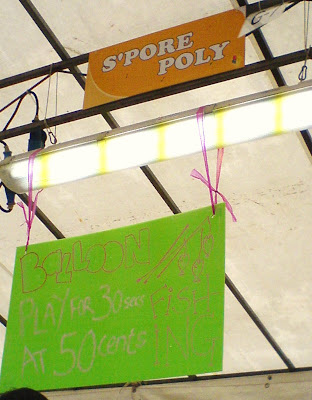 S'PORE
POLY
BALLOON
PLAY FOR 30 secs
AT 50 cents